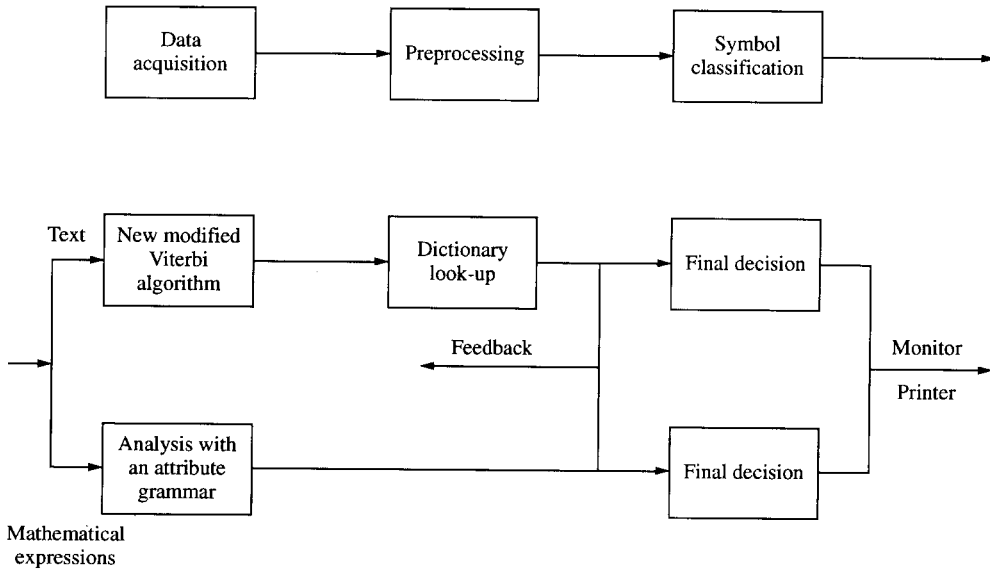 Data
acquisition
Preprocessing
Symbol
classification
Text
New modified
Viterbi
algorithm
Dictionary
look-up
Final decision
Feedback
Monitor
Printer
Analysis with
an attribute
grammar
Final decision
Mathematical
expressions